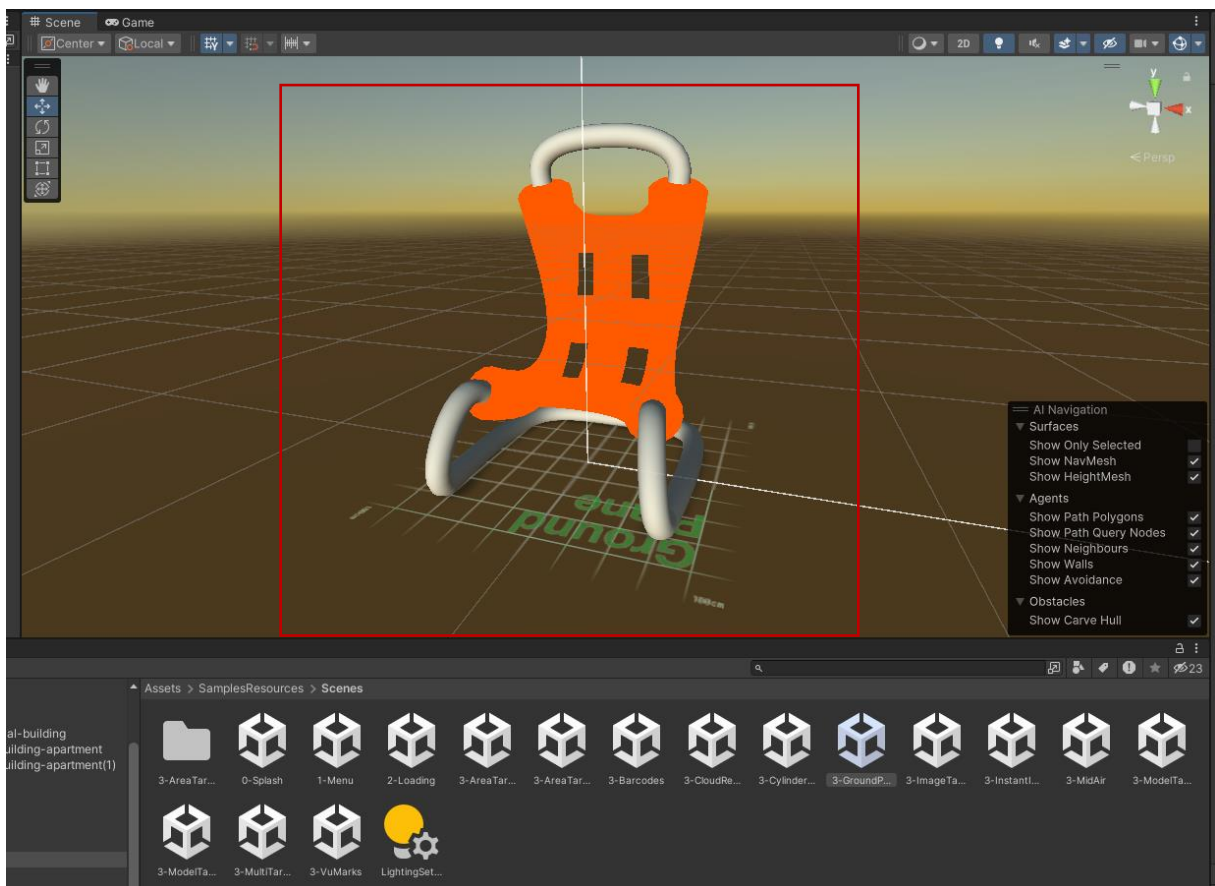 Scene
Game
Center
Local
2D
y
x
Persp
Ground
Plane
100cm
AI Navigation
Surfaces
Show Only Selected
Show NavMesh
Show HeightMesh
Agents
Show Path Polygons
Show Path Query Nodes
Show Neighbours
Show Walls
Show Avoidance
Obstacles
Show Carve Hull
23
Assets > SamplesResources > Scenes
al-building
uilding-apartment
uilding-apartment(1)
3-AreaTar...
0-Splash
1-Menu
2-Loading
3-AreaTar...
3-AreaTar...
3-Barcodes
3-CloudRe...
3-Cylinder...
3-GroundP...
3-ImageTa...
3-InstantI...
3-MidAir
3-ModelTa...
3-ModelTa...
3-MultiTar...
3-VuMarks
LightingSet...